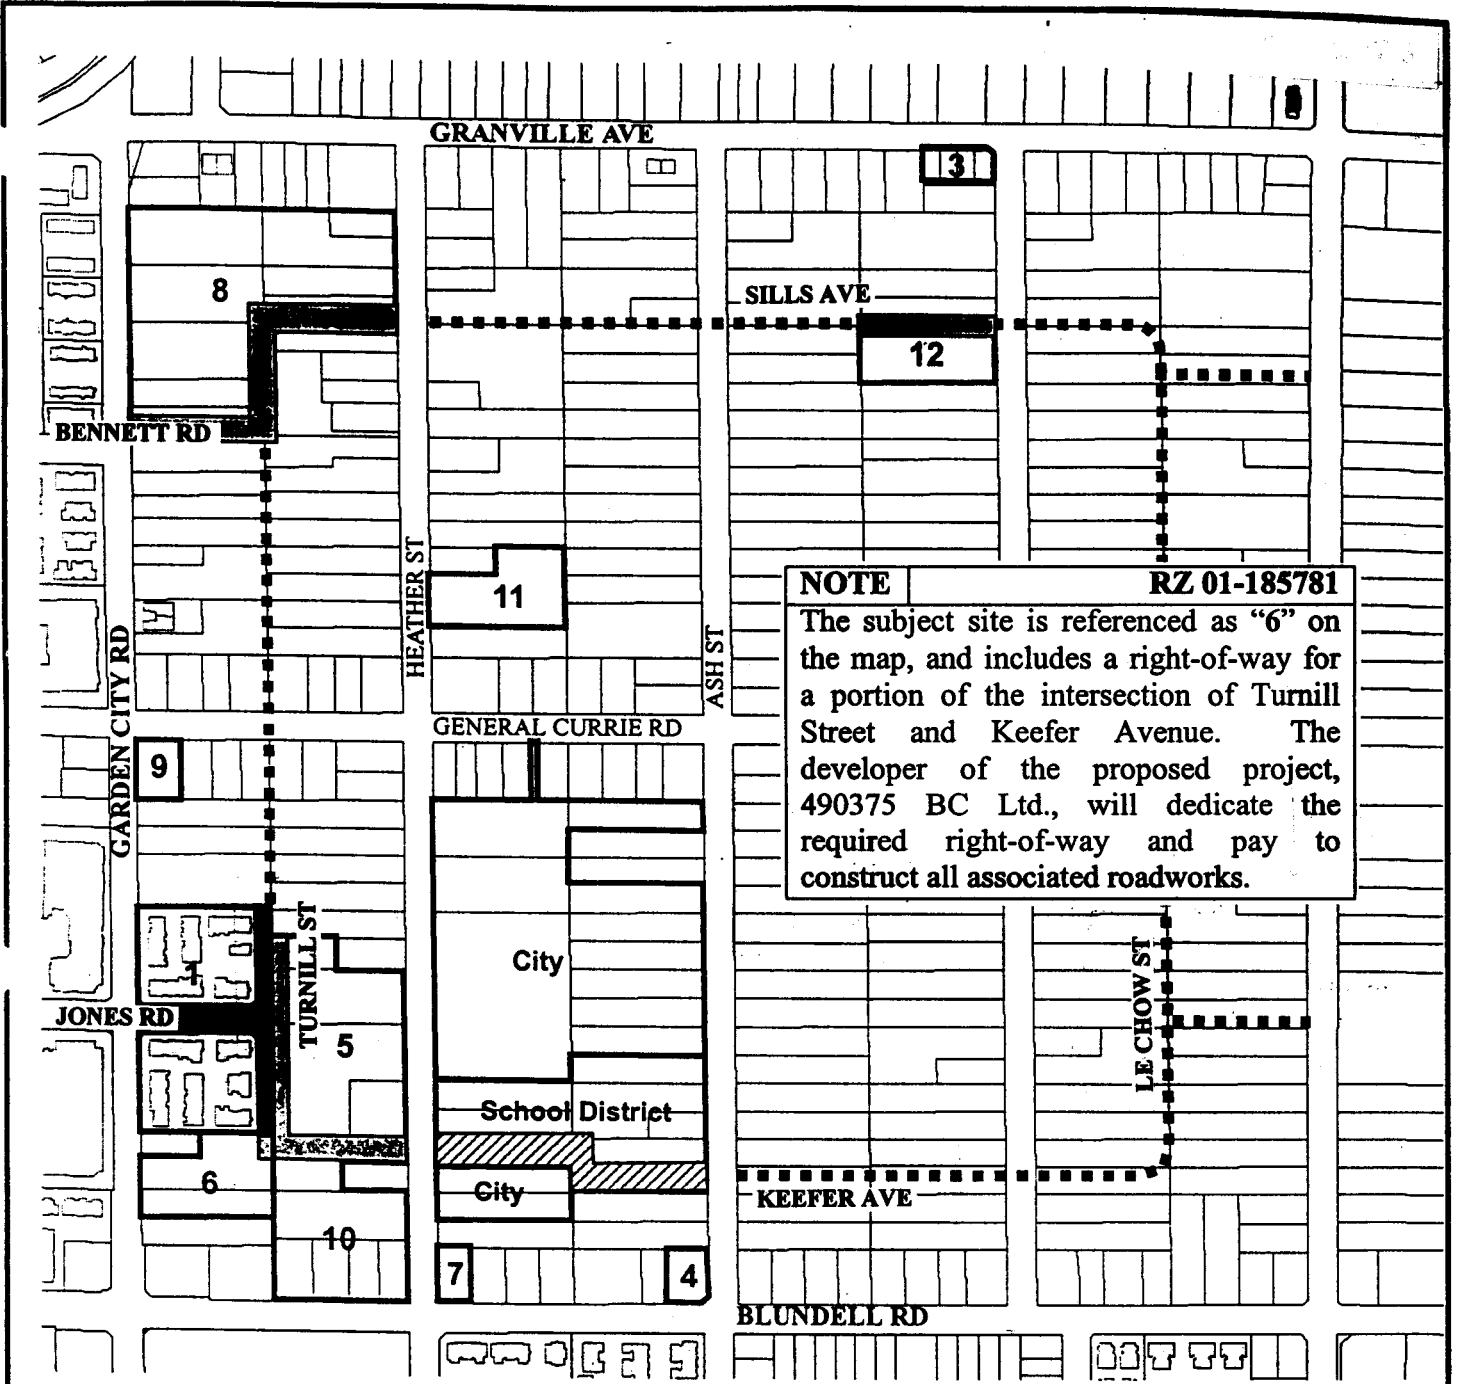 GRANVILLE AVE
3
8
SILLS AVE
12
BENNETT RD
HEATHER ST
11
NOTE RZ 01-185781
The subject site is referenced as “6” on
the map, and includes a right-of-way for
a portion of the intersection of Turnill
Street and Keefer Avenue. The
developer of the proposed project,
490375 BC Ltd., will dedicate the
required right-of-way and pay to
construct all associated roadworks.
ASH ST
GARDEN CITY RD
GENERAL CURRIE RD
9
TURNILL ST
City
LE CHOW ST
JONES RD
5
School District
6
City
KEEFER AVE
10
7
4
BLUNDELL RD